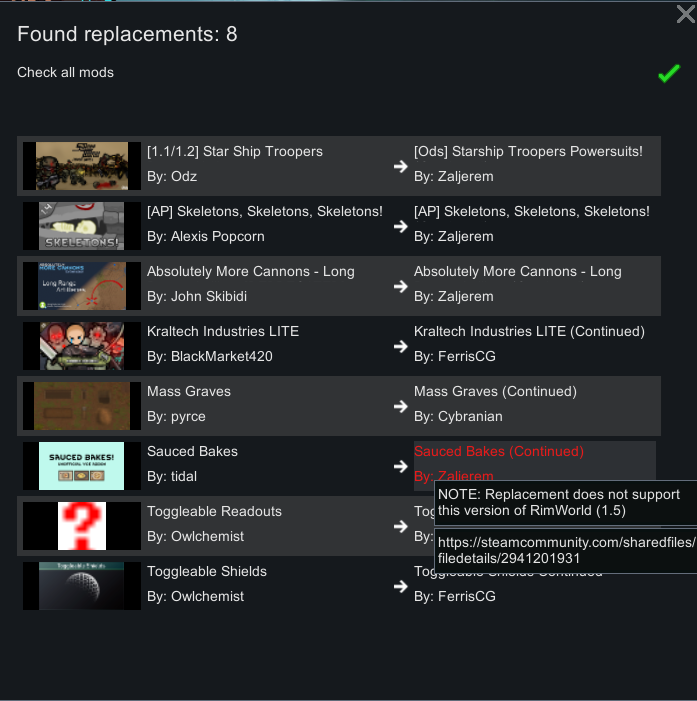 Found replacements: 8
Check all mods
[1.1/1.2] Star Ship Troopers
[Ods] Starship Troopers Powersuits!
By: Odz
By: Zaljerem
SKELETONS!
[AP] Skeletons, Skeletons, Skeletons!
[AP] Skeletons, Skeletons, Skeletons!
By: Alexis Popcorn
By: Zaljerem
MORE CANNONS
Long Range
Artilleries
Absolutely More Cannons - Long
Absolutely More Cannons - Long
By: John Skibidi
By: Zaljerem
Kraltech Industries LITE
Kraltech Industries LITE (Continued)
By: BlackMarket420
By: FerrisCG
Mass Graves
Mass Graves (Continued)
By: pyrce
By: Cybranian
SAUCED BAKES!
Sauced Bakes
Sauced Bakes (Continued)
By: tidal
By: Zaljerem
NOTE: Replacement does not support
this version of RimWorld (1.5)
?
Toggleable Readouts
By: Owlchemist
By:
https://steamcommunity.com/sharedfiles/
filedetails/2941201931
Toggleable Shields
Toggleable Shields
Toggleable Shields Continued
By: Owlchemist
By: FerrisCG